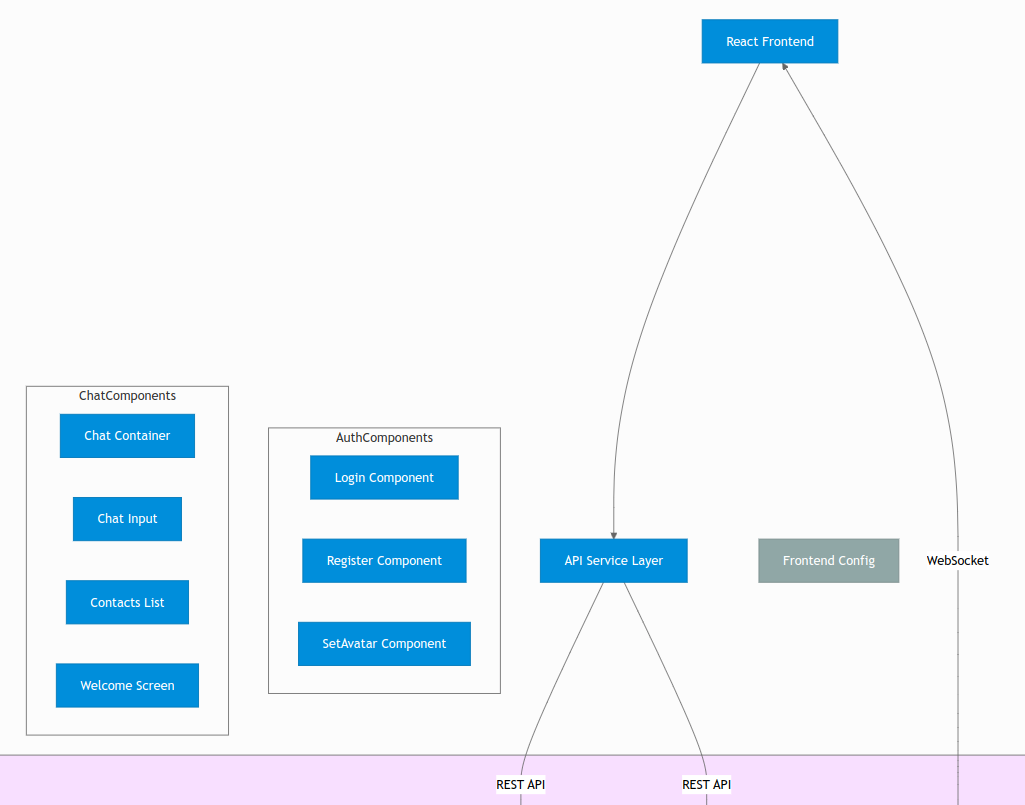 React Frontend
ChatComponents
Chat Container
Chat Input
Contacts List
Welcome Screen
AuthComponents
Login Component
Register Component
SetAvatar Component
API Service Layer
Frontend Config
WebSocket
REST API
REST API